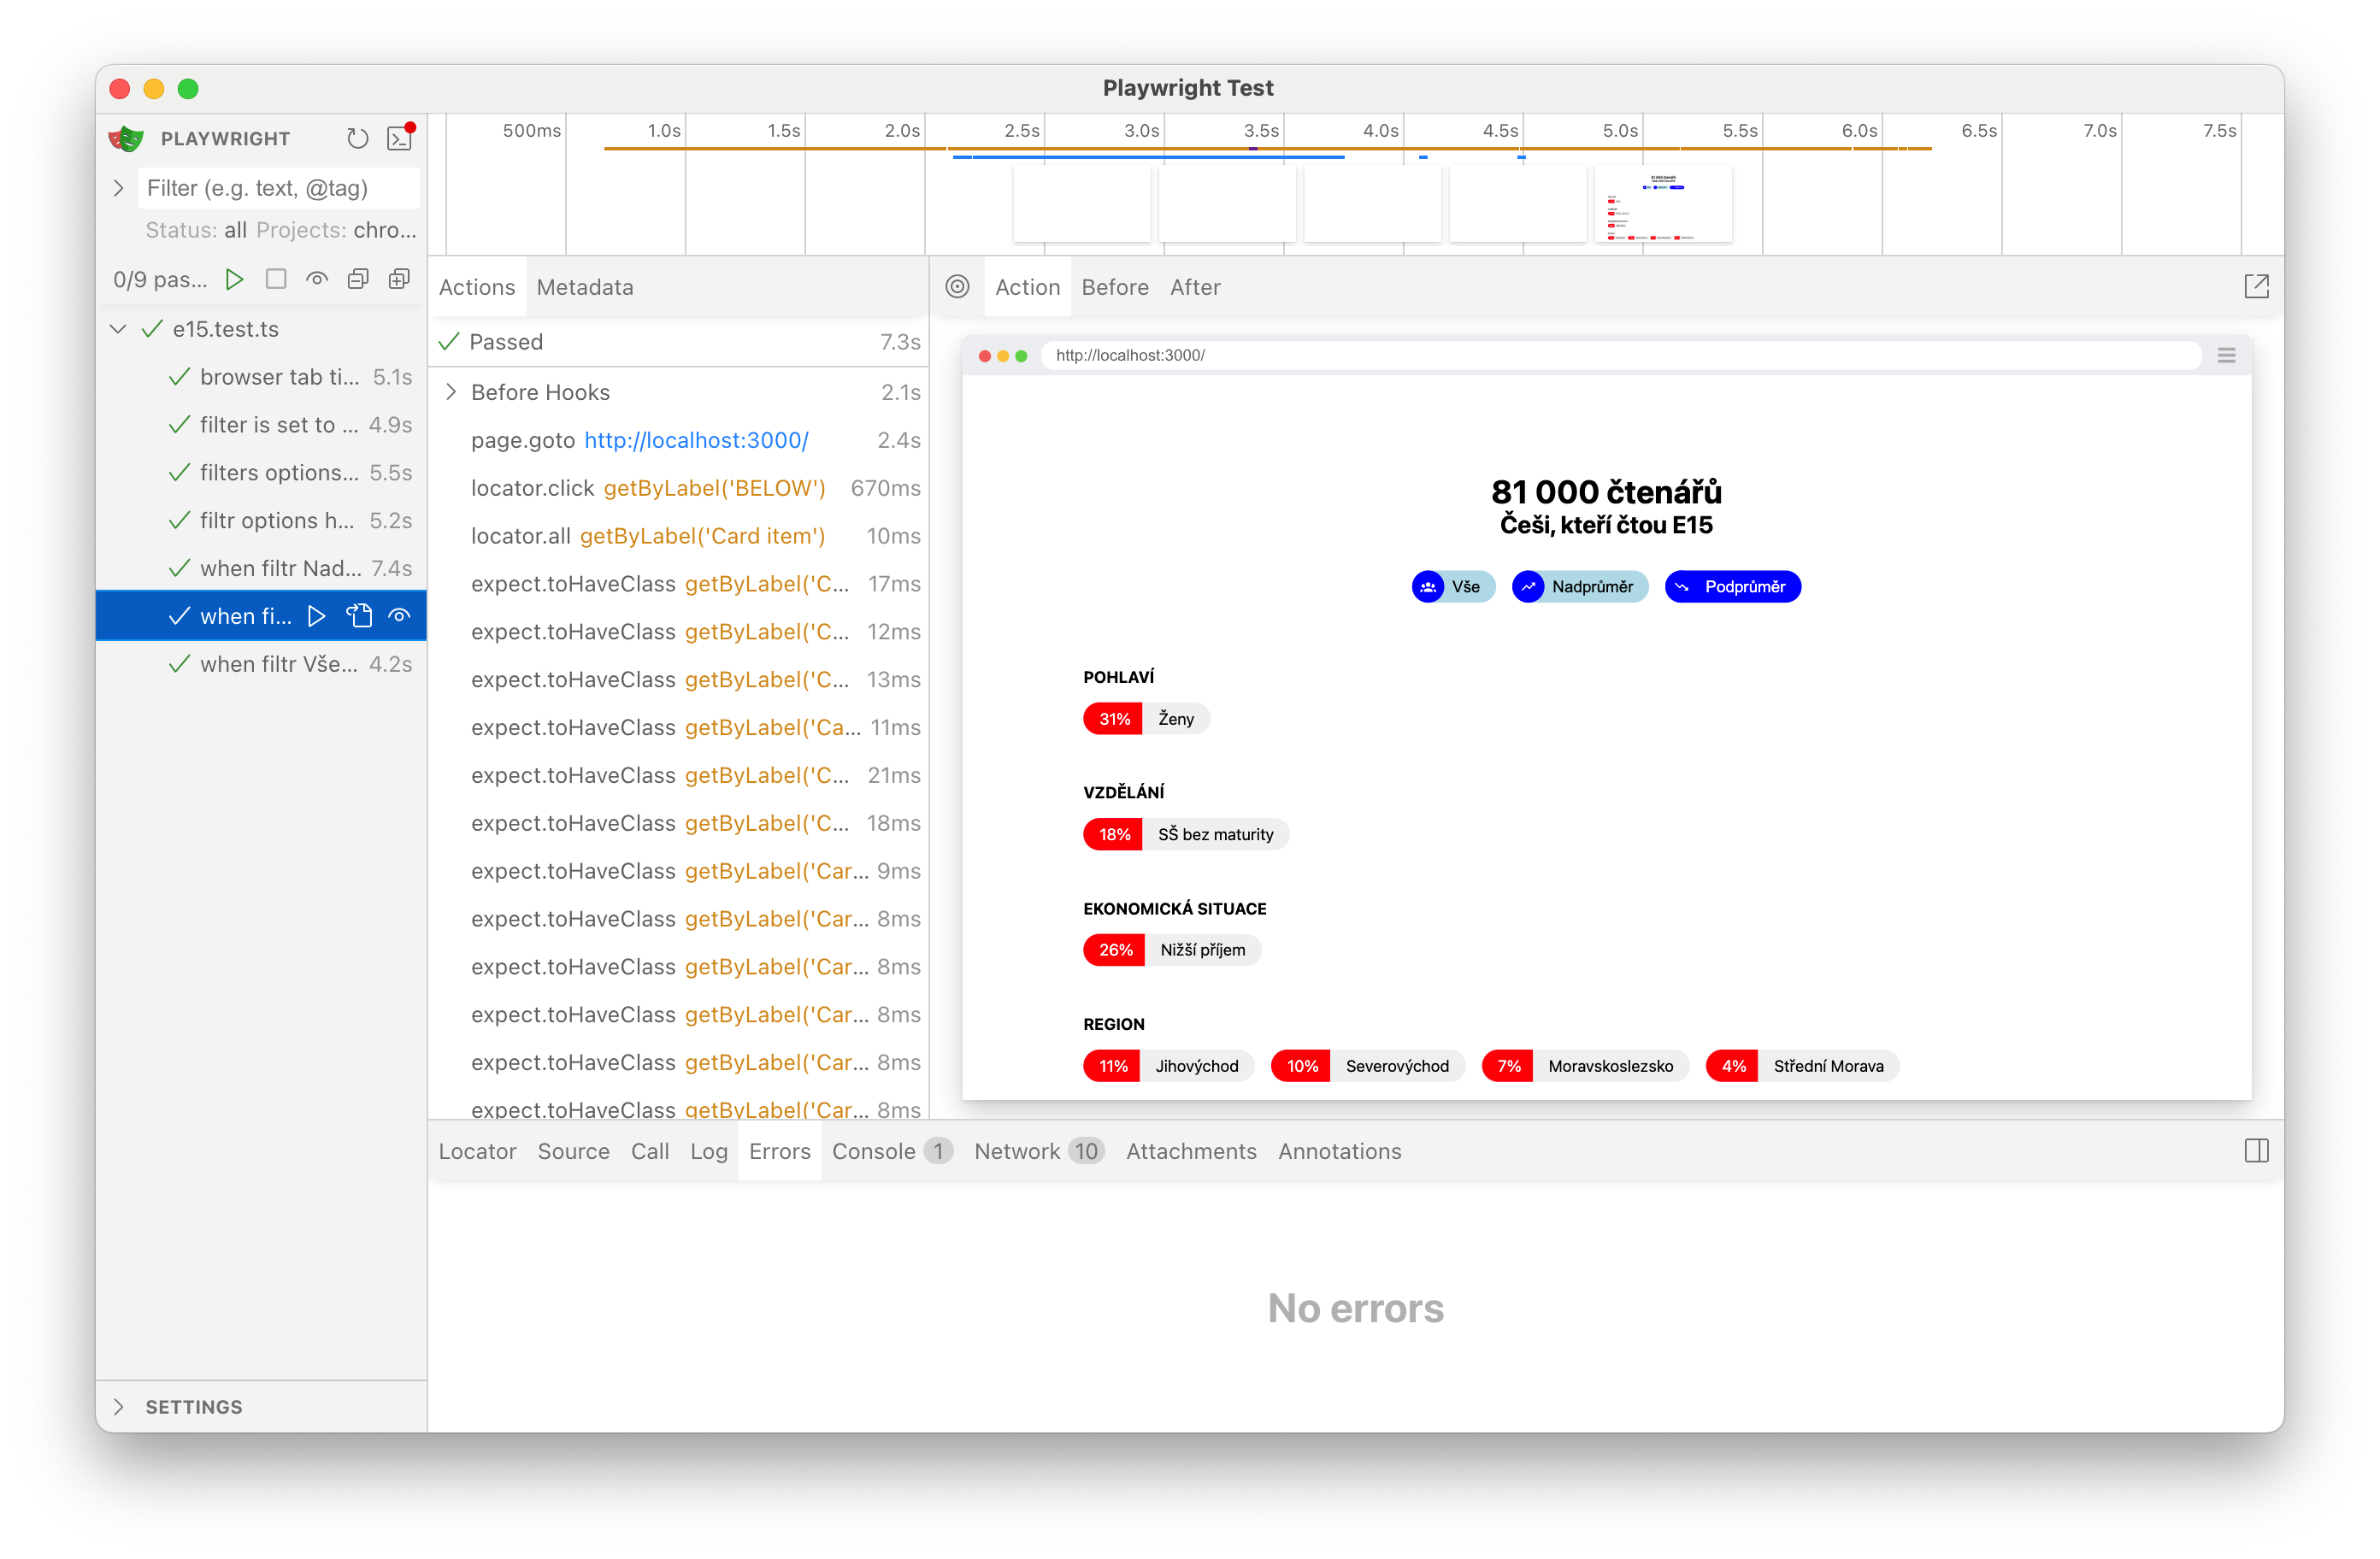 Playwright Test
PLAYWRIGHT
Filter (e.g. text, @tag)
Status: all Projects: chro...
0/9 pas...
e15.test.ts
browser tab ti... 5.1s
filter is set to ... 4.9s
filters options... 5.5s
filtr options h... 5.2s
when filtr Nad... 7.4s
when fi...
when filtr Vše... 4.2s
SETTINGS
500ms 1.0s 1.5s 2.0s 2.5s 3.0s 3.5s 4.0s 4.5s 5.0s 5.5s 6.0s 6.5s 7.0s 7.5s
Actions Metadata
Passed 7.3s
Before Hooks 2.1s
page.goto http://localhost:3000/ 2.4s
locator.click getByLabel('BELOW') 670ms
locator.all getByLabel('Card item') 10ms
expect.toHaveClass getByLabel('C... 17ms
expect.toHaveClass getByLabel('C... 12ms
expect.toHaveClass getByLabel('C... 13ms
expect.toHaveClass getByLabel('Ca... 11ms
expect.toHaveClass getByLabel('C... 21ms
expect.toHaveClass getByLabel('C... 18ms
expect.toHaveClass getByLabel('Car... 9ms
expect.toHaveClass getByLabel('Car... 8ms
expect.toHaveClass getByLabel('Car... 8ms
expect.toHaveClass getByLabel('Car... 8ms
expect.toHaveClass getByLabel('Car... 8ms
expect.toHaveClass getByLabel('Car... 8ms
Action Before After
http://localhost:3000/
81 000 čtenářů
Češi, kteří čtou E15
Vše Nadprůměr Podprůměr
POHLAVÍ
31% Ženy
VZDĚLÁNÍ
18% SŠ bez maturity
EKONOMICKÁ SITUACE
26% Nižší příjem
REGION
11% Jihovýchod 10% Severovýchod 7% Moravskoslezsko 4% Střední Morava
Locator Source Call Log Errors Console 1 Network 10 Attachments Annotations
No errors